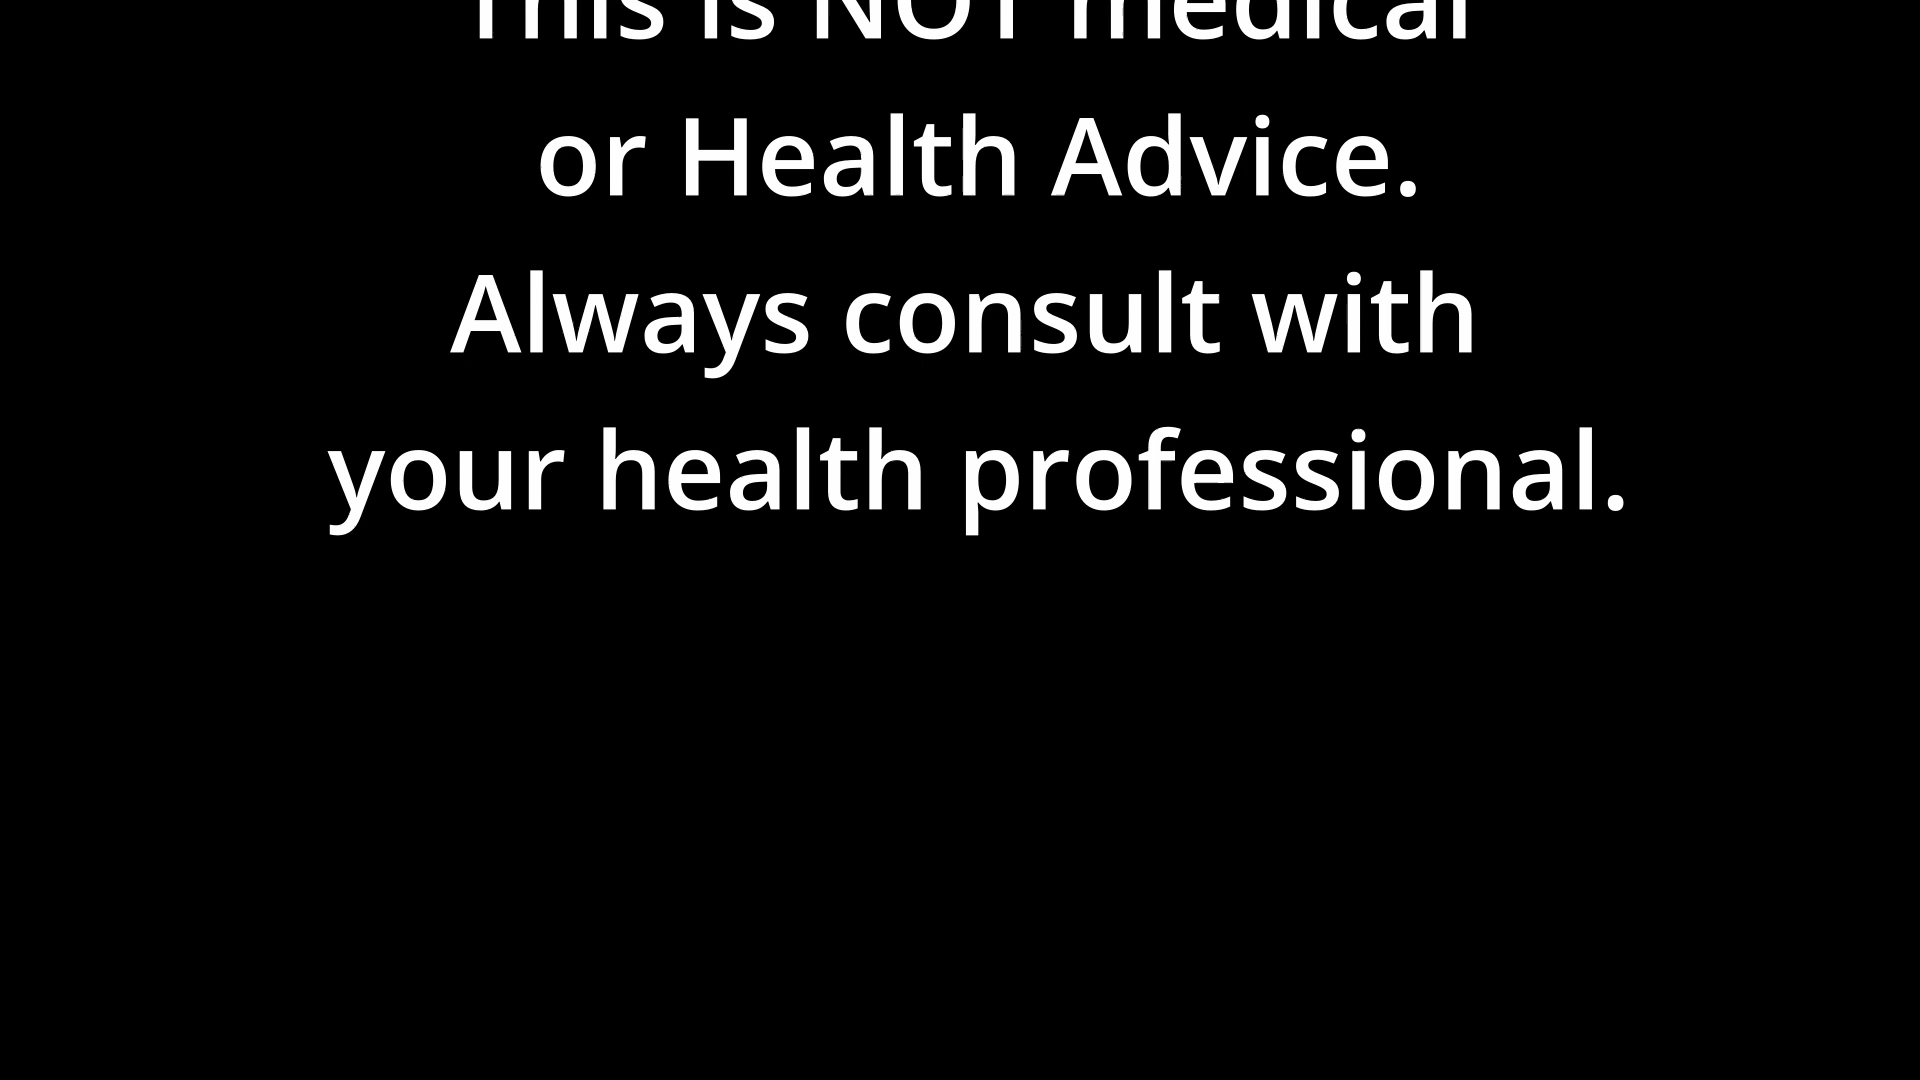 This is NOT medical
or Health Advice.
Always consult with
your health professional.